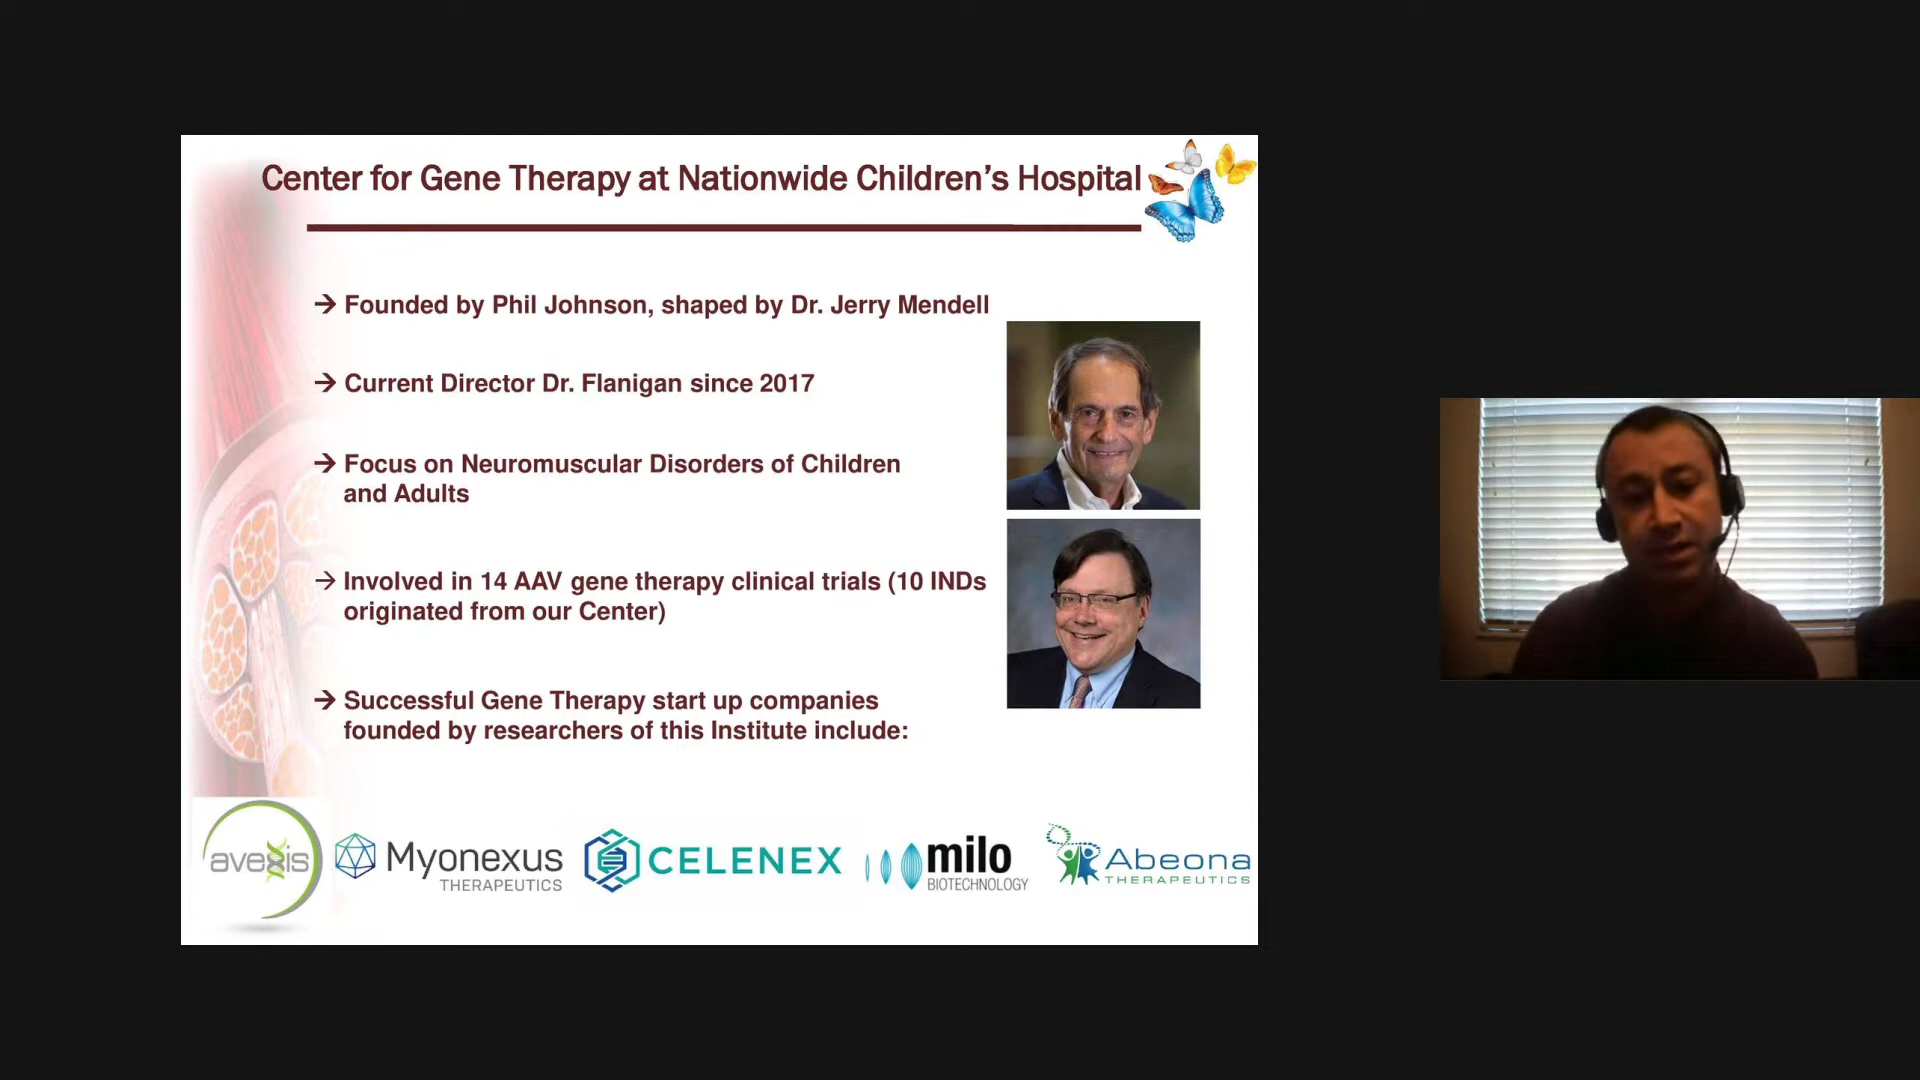 Center for Gene Therapy at Nationwide Children's Hospital
→ Founded by Phil Johnson, shaped by Dr. Jerry Mendell
→ Current Director Dr. Flanigan since 2017
→ Focus on Neuromuscular Disorders of Children
and Adults
→ Involved in 14 AAV gene therapy clinical trials (10 INDs
originated from our Center)
→ Successful Gene Therapy start up companies
founded by researchers of this Institute include:
avexis
Myonexus
THERAPEUTICS
CELENEX
milo
BIOTECHNOLOGY
Abeona
THERAPEUTICS